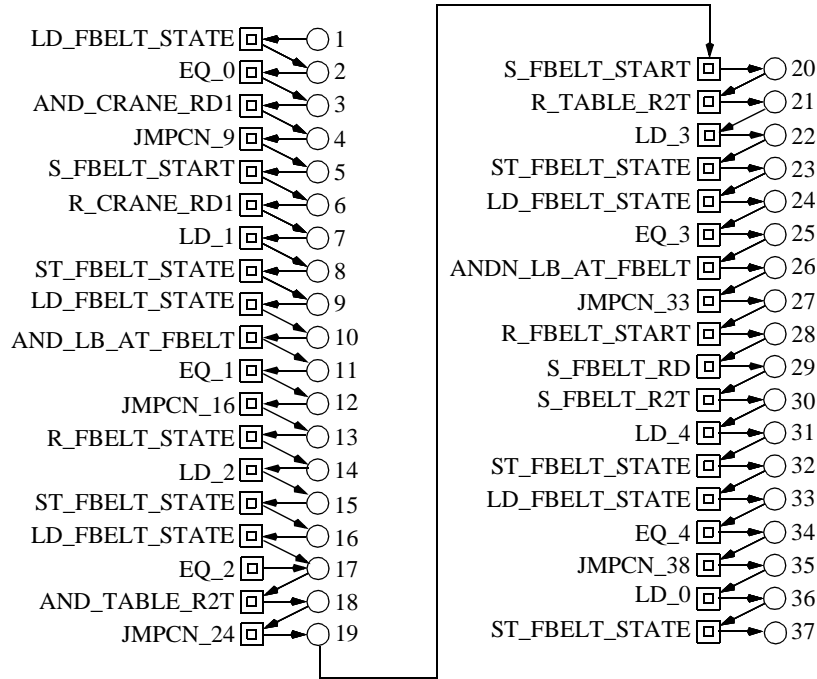 LD_FBELT_STATE 1
EQ_0 2
AND_CRANE_RD1 3
JMPCN_9 4
S_FBELT_START 5
R_CRANE_RD1 6
LD_1 7
ST_FBELT_STATE 8
LD_FBELT_STATE 9
AND_LB_AT_FBELT 10
EQ_1 11
JMPCN_16 12
R_FBELT_STATE 13
LD_2 14
ST_FBELT_STATE 15
LD_FBELT_STATE 16
EQ_2 17
AND_TABLE_R2T 18
JMPCN_24 19
S_FBELT_START 20
R_TABLE_R2T 21
LD_3 22
ST_FBELT_STATE 23
LD_FBELT_STATE 24
EQ_3 25
ANDN_LB_AT_FBELT 26
JMPCN_33 27
R_FBELT_START 28
S_FBELT_RD 29
S_FBELT_R2T 30
LD_4 31
ST_FBELT_STATE 32
LD_FBELT_STATE 33
EQ_4 34
JMPCN_38 35
LD_0 36
ST_FBELT_STATE 37